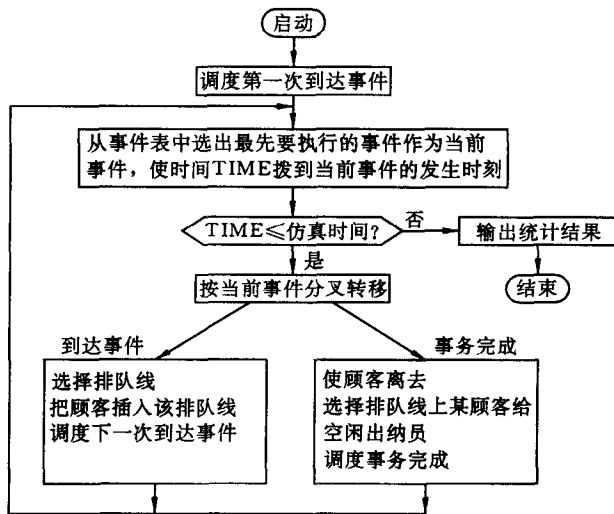 启动
调度第一次到达事件
从事件表中选出最先要执行的事件作为当前
事件，使时间TIME拨到当前事件的发生时刻
TIME≤仿真时间？
否
输出统计结果
结束
是
按当前事件分叉转移
到达事件
选择排队线
把顾客插入该排队线
调度下一次到达事件
事务完成
使顾客离去
选择排队线上某顾客给
空闲出纳员
调度事务完成